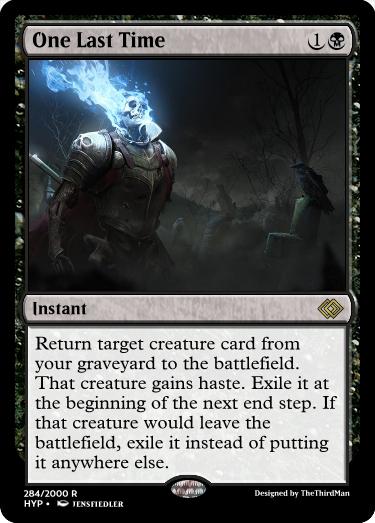 One Last Time 1
Instant
Return target creature card from
your graveyard to the battlefield.
That creature gains haste. Exile it at
the beginning of the next end step. If
that creature would leave the
battlefield, exile it instead of putting
it anywhere else.
284/2000 R
HYP • JENSFIEDLER
Designed by TheThirdMan